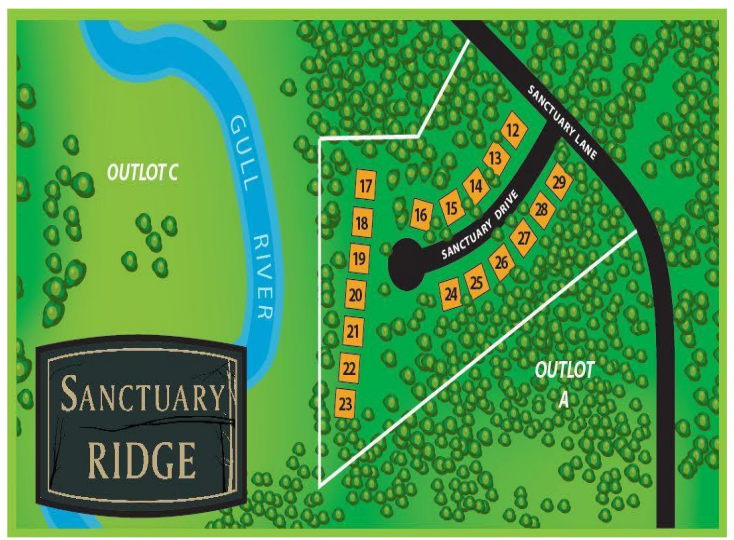 SANCTUARY LANE
GULL RIVER
OUTLOT C
12
13
14
15
16
17
18
19
20
21
22
23
SANCTUARY DRIVE
29
28
27
26
25
24
OUTLOT
A
SANCTUARY
RIDGE